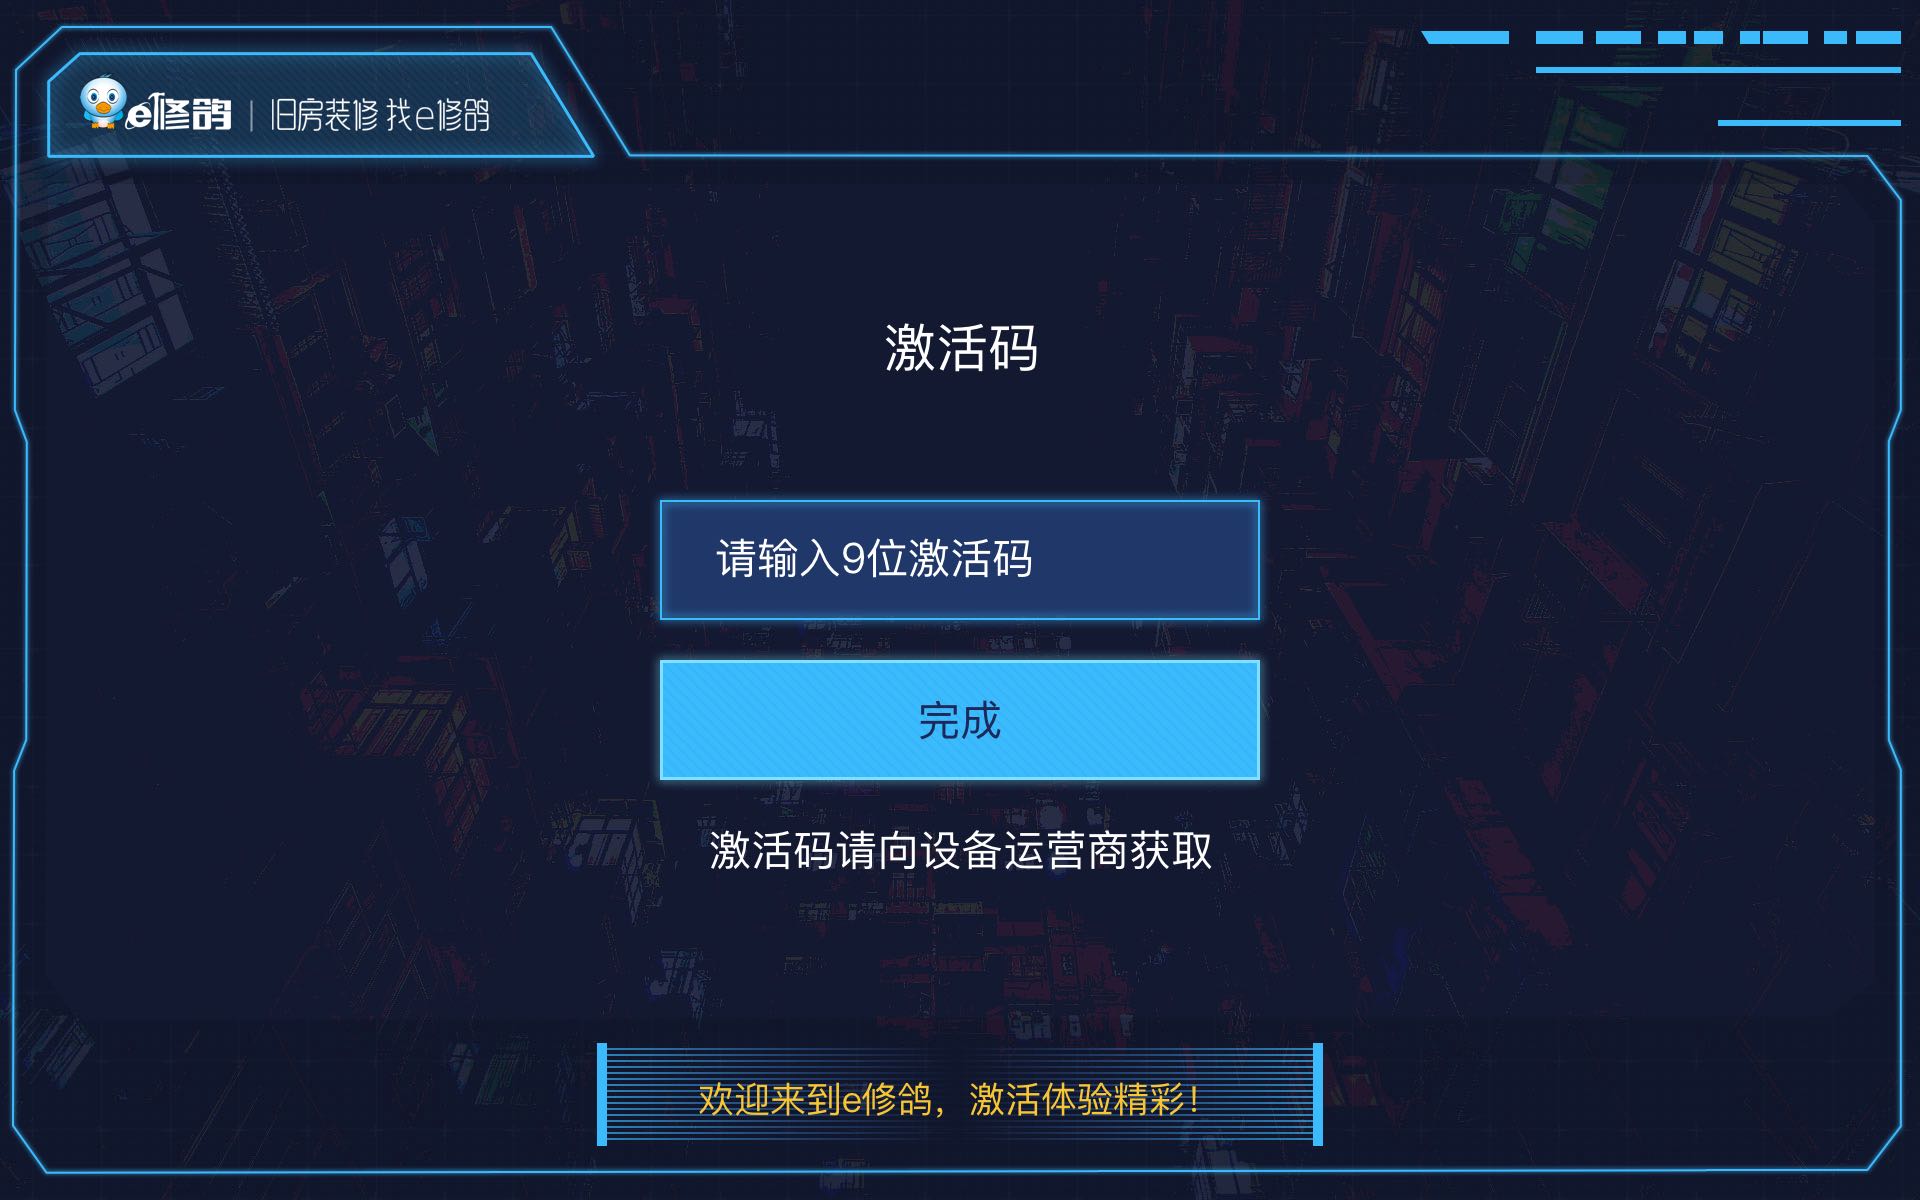 e修鸽 | 旧房装修 找e修鸽
激活码
请输入9位激活码
完成
激活码请向设备运营商获取
欢迎来到e修鸽，激活体验精彩！